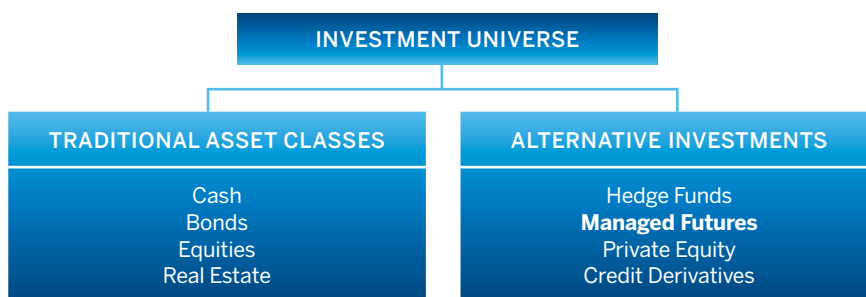 INVESTMENT UNIVERSE
TRADITIONAL ASSET CLASSES
Cash
Bonds
Equities
Real Estate
ALTERNATIVE INVESTMENTS
Hedge Funds
Managed Futures
Private Equity
Credit Derivatives